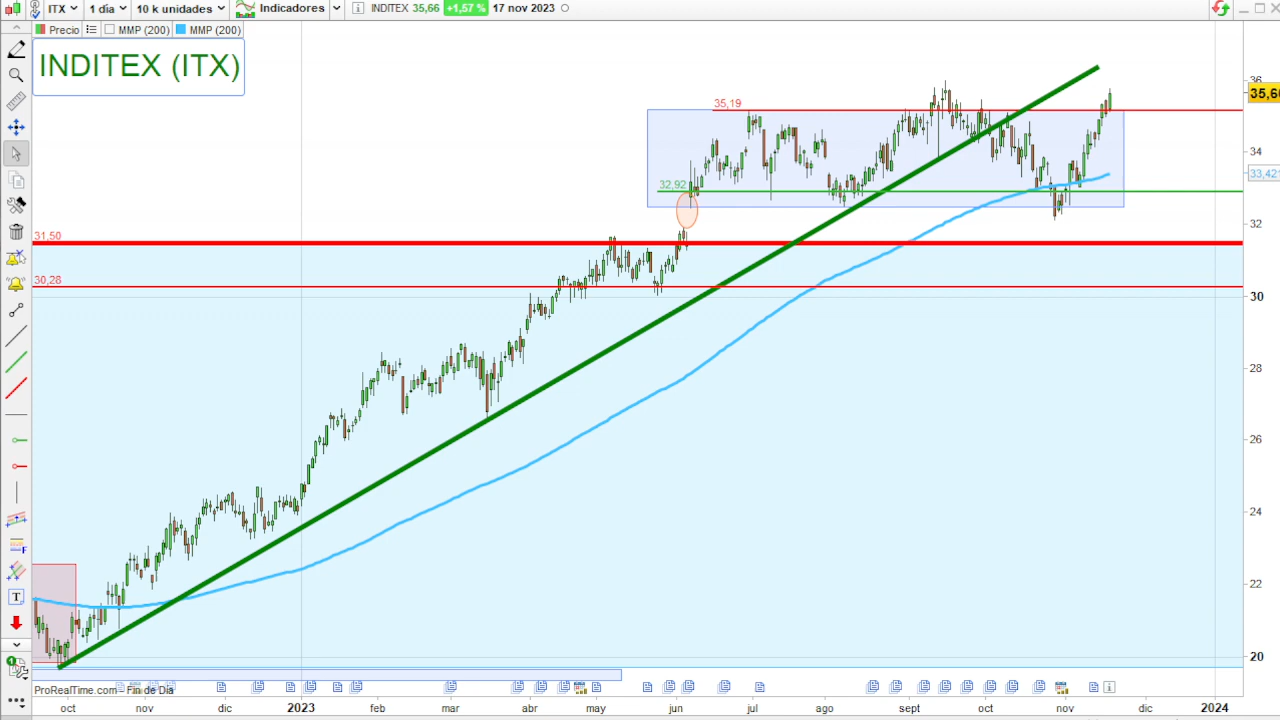 ITX 1 día 10 k unidades Indicadores INDITEX 35,66 +1,57 % 17 nov 2023
Precio MMP (200) MMP (200)
INDITEX (ITX)
36
35,6
35,19
34
33,421
32,92
32
31,50
30,28
30
28
26
24
22
20
T
F
1
ProRealTime.com - Fin de Día
oct nov dic 2023 feb mar abr may jun jul ago sept oct nov dic 2024